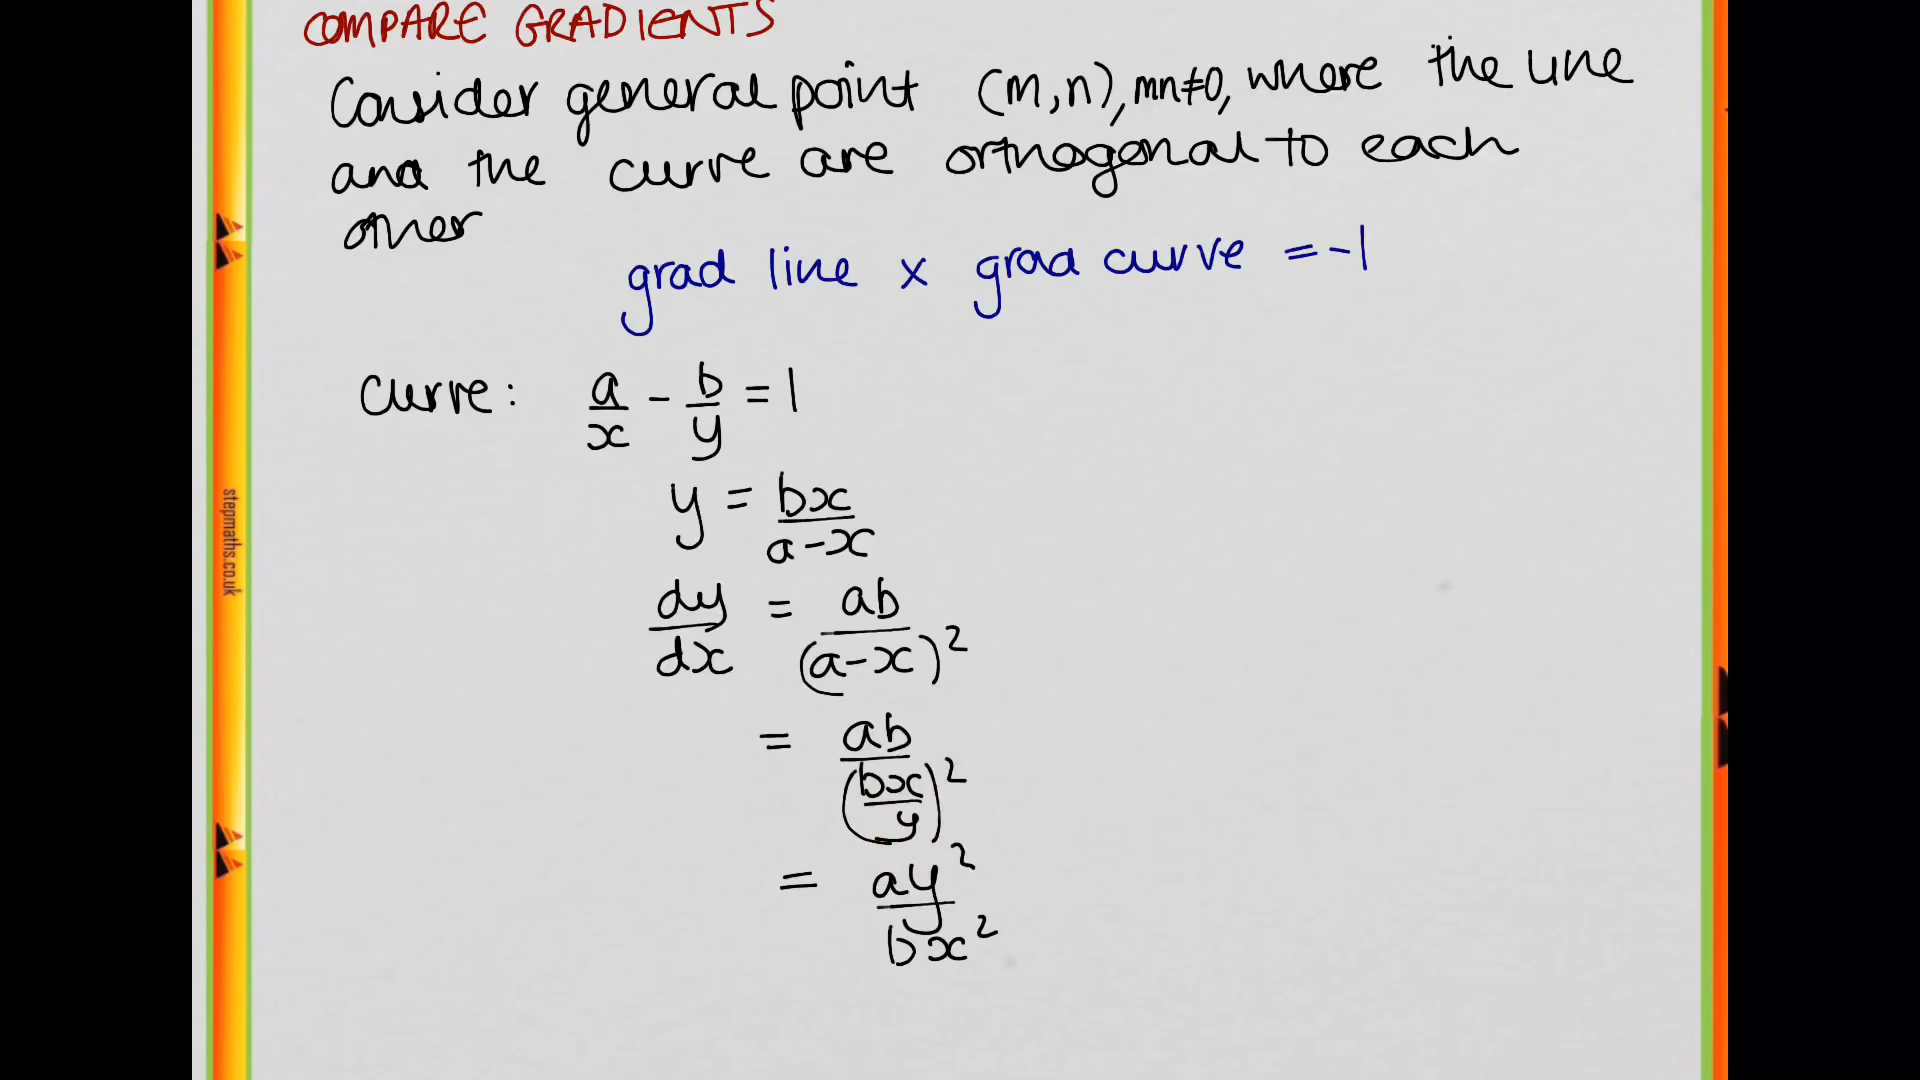 COMPARE GRADIENTS
Consider general point (m,n), mn≠0, where the line
and the curve are orthogonal to each
other
grad line x grad curve = -1
Curve: a/x - b/y = 1
y = bx/(a-x)
dy/dx = ab/(a-x)²
= ab/(bx/y)²
= ay²/bx²
stepmaths.co.uk